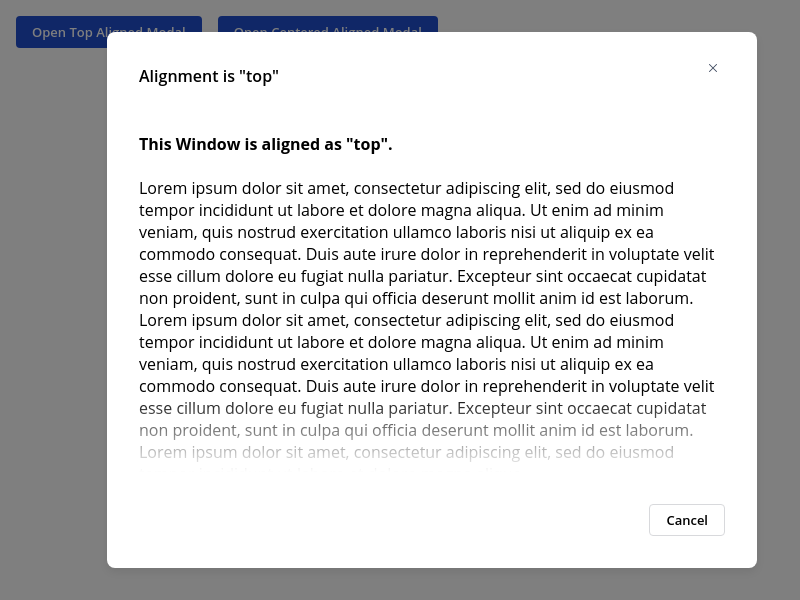 Open Top Aligned Modal
Open Centered Aligned Modal
Alignment is "top"
This Window is aligned as "top".
Lorem ipsum dolor sit amet, consectetur adipiscing elit, sed do eiusmod
tempor incididunt ut labore et dolore magna aliqua. Ut enim ad minim
veniam, quis nostrud exercitation ullamco laboris nisi ut aliquip ex ea
commodo consequat. Duis aute irure dolor in reprehenderit in voluptate velit
esse cillum dolore eu fugiat nulla pariatur. Excepteur sint occaecat cupidatat
non proident, sunt in culpa qui officia deserunt mollit anim id est laborum.
Lorem ipsum dolor sit amet, consectetur adipiscing elit, sed do eiusmod
tempor incididunt ut labore et dolore magna aliqua. Ut enim ad minim
veniam, quis nostrud exercitation ullamco laboris nisi ut aliquip ex ea
commodo consequat. Duis aute irure dolor in reprehenderit in voluptate velit
esse cillum dolore eu fugiat nulla pariatur. Excepteur sint occaecat cupidatat
non proident, sunt in culpa qui officia deserunt mollit anim id est laborum.
Lorem ipsum dolor sit amet, consectetur adipiscing elit, sed do eiusmod
Cancel